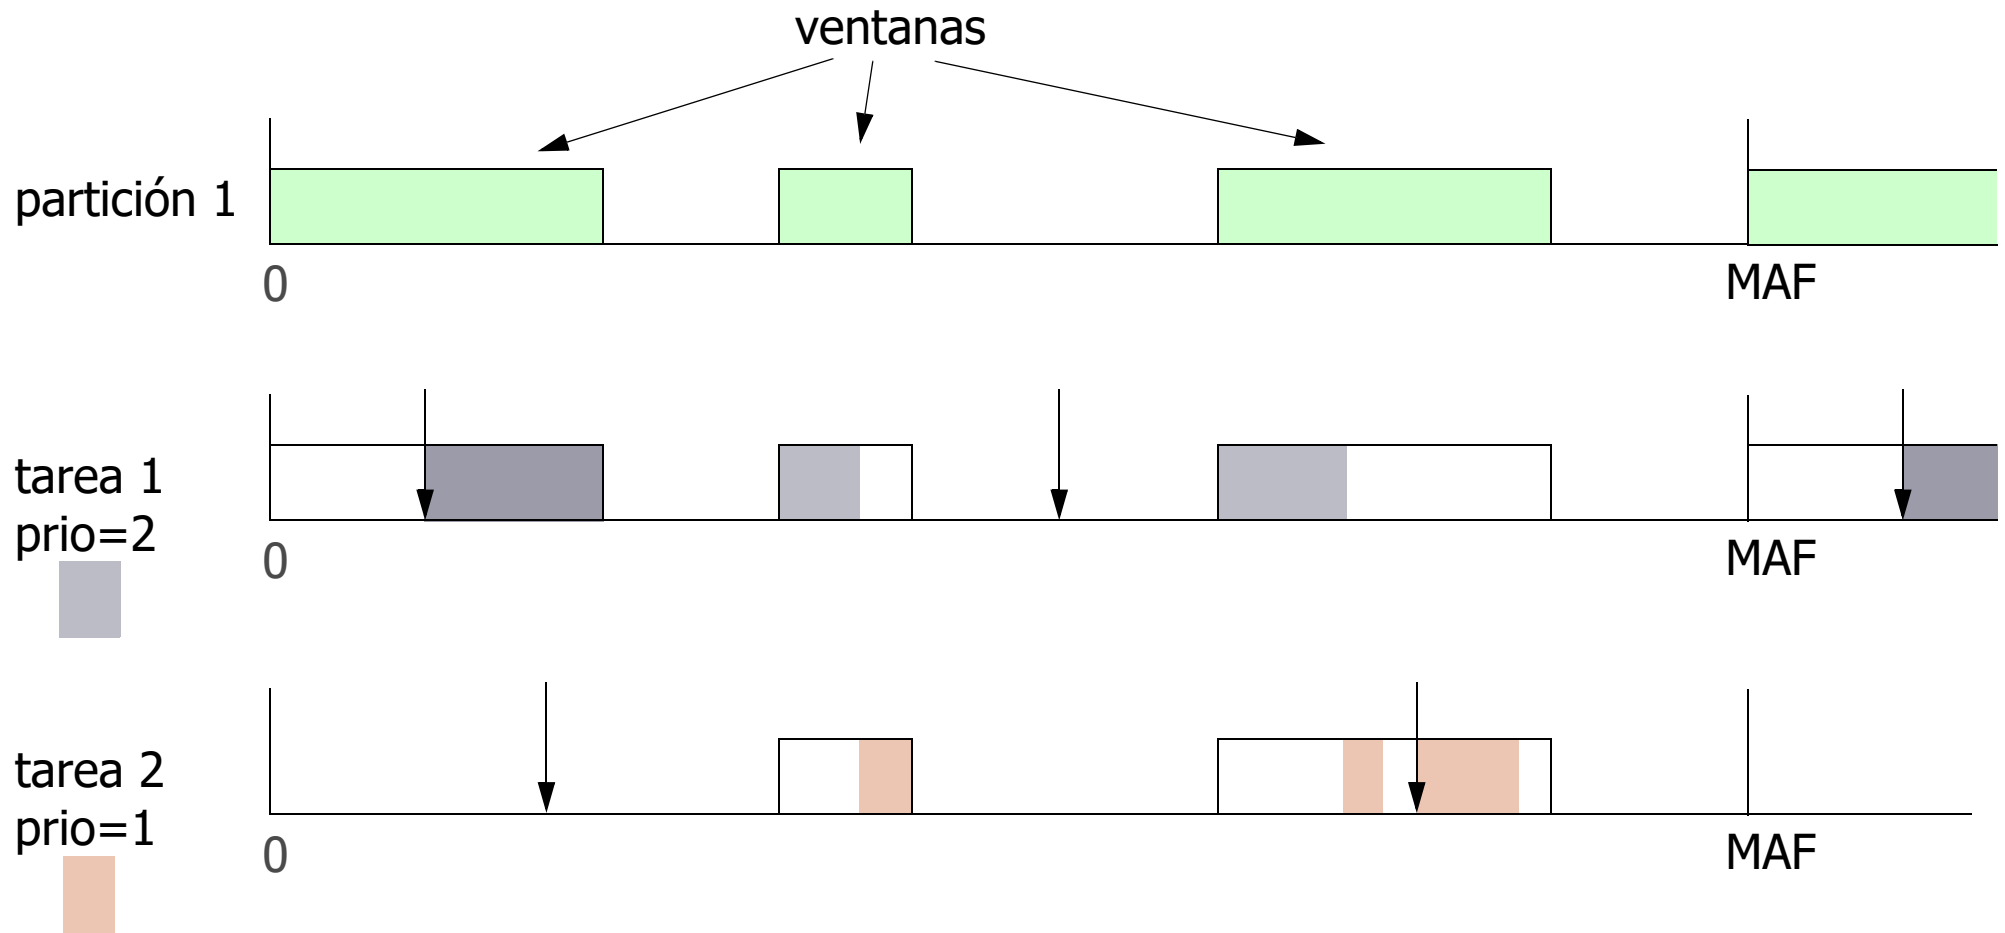 ventanas
partición 1
0
MAF
tarea 1
prio=2
0
MAF
tarea 2
prio=1
0
MAF